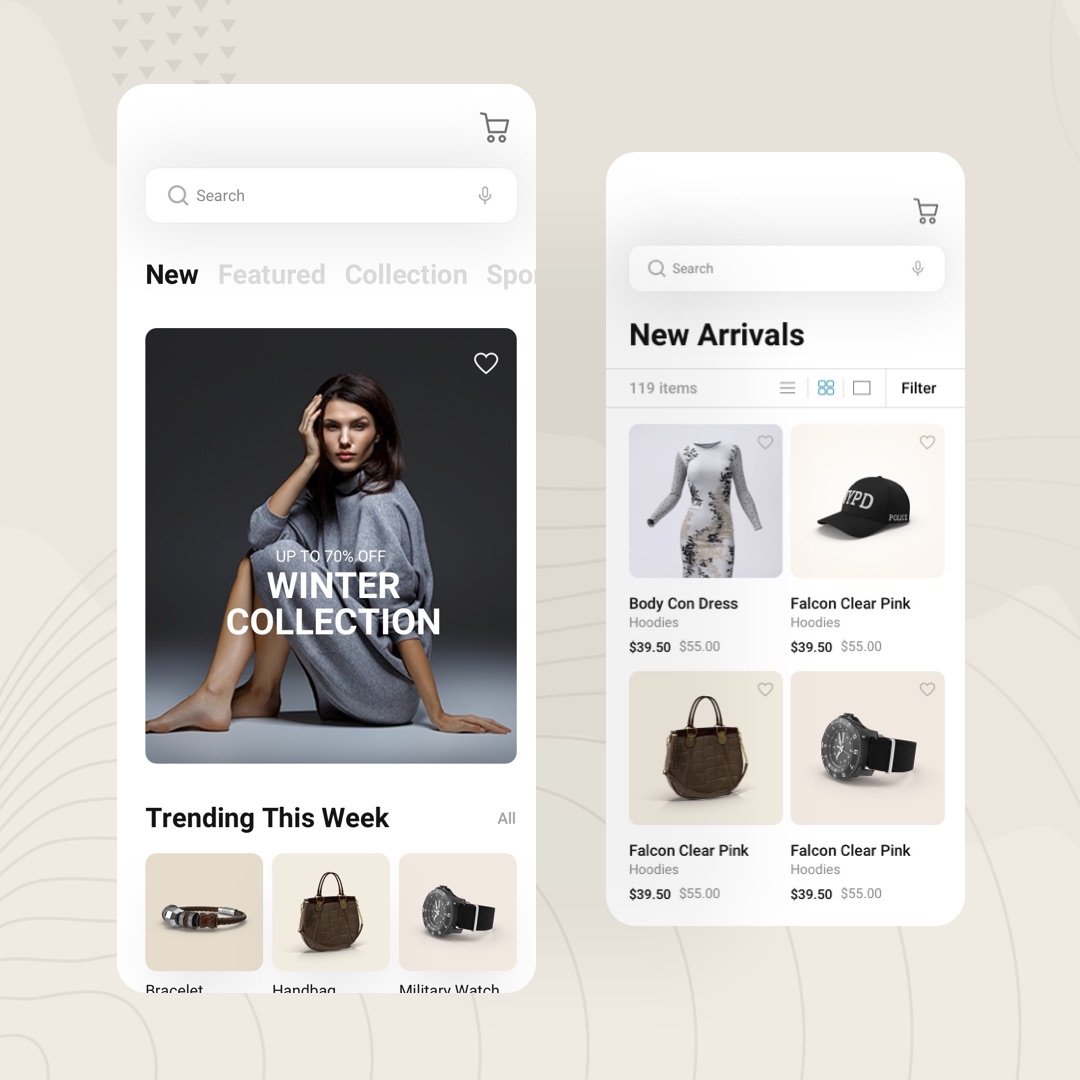 Search
New Featured Collection
UP TO 70% OFF
WINTER
COLLECTION
Trending This Week
All
Bracelet Handbag Military Watch
Search
New Arrivals
119 items
Filter
YPD
POLICE
Body Con Dress
Hoodies
$39.50 $55.00
Falcon Clear Pink
Hoodies
$39.50 $55.00
Falcon Clear Pink
Hoodies
$39.50 $55.00
Falcon Clear Pink
Hoodies
$39.50 $55.00